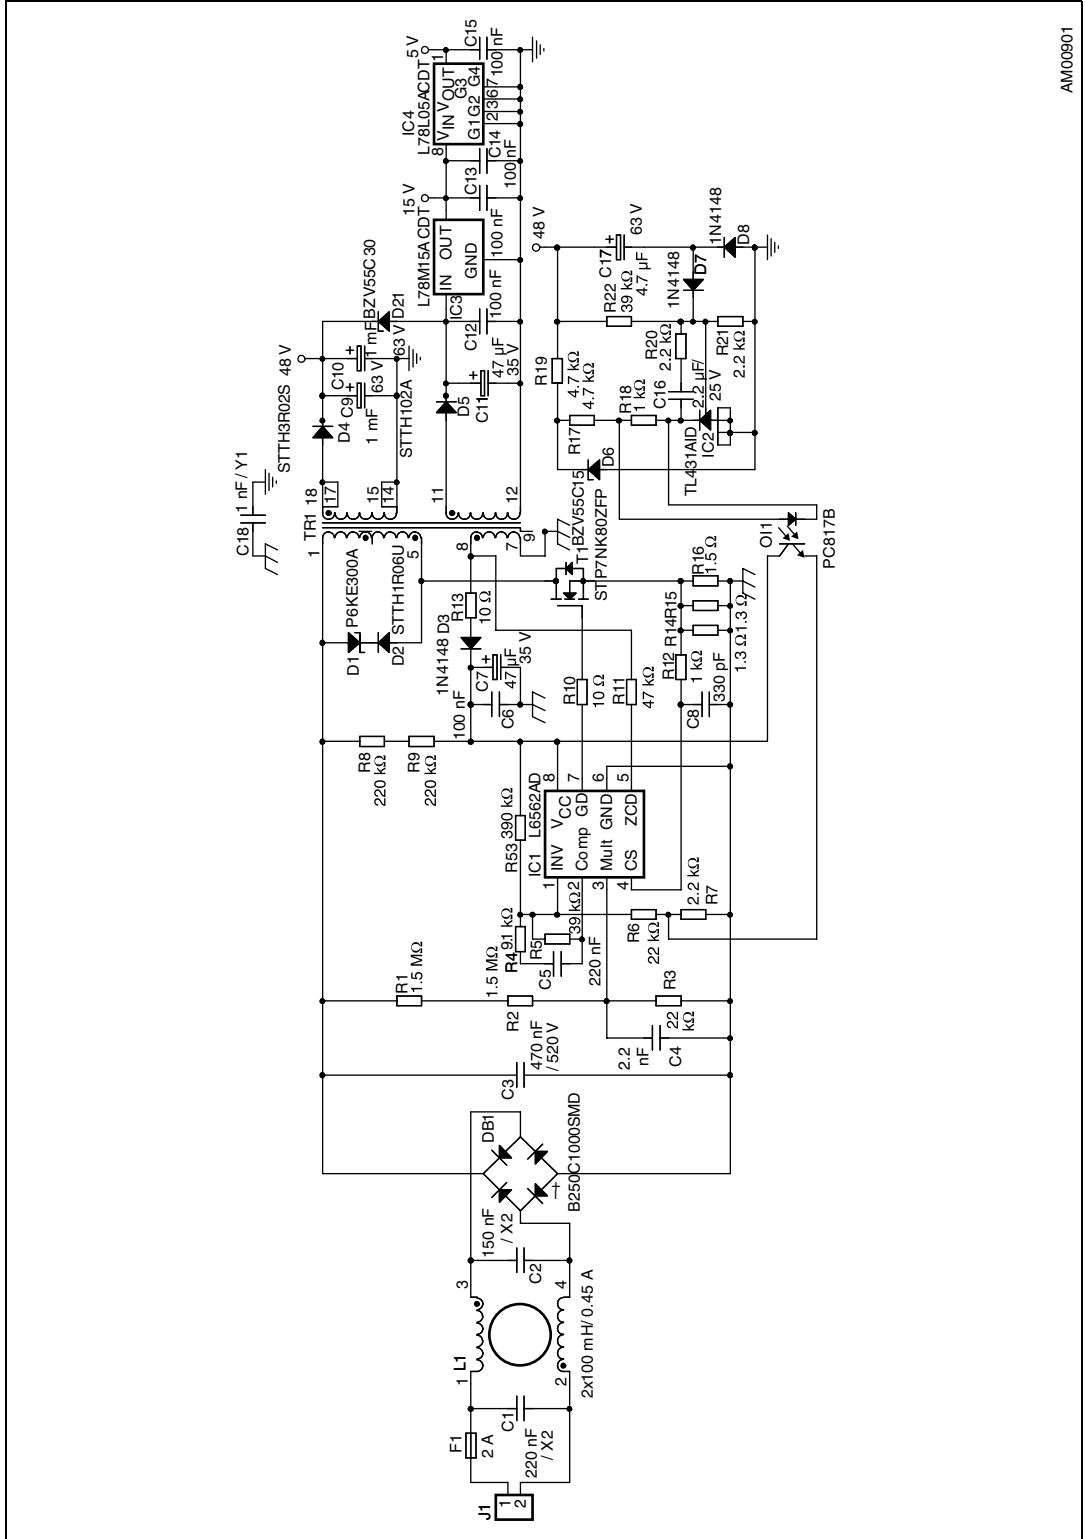 AM00901
J1
1
2
F1
2 A
220 nF
/ X2
C1
1
L1
3
2
4
2x100 mH/ 0.45 A
150 nF
/ X2
C2
DB1
B250C1000SMD
C3
470 nF
/ 520 V
2.2
nF
C4
R1
1.5 MΩ
1.5 MΩ
R2
R3
22
kΩ
R4
9.1 kΩ
R5
39 kΩ
C5
220 nF
R6
22 kΩ
2.2 kΩ
R7
R53 390 kΩ
IC1
L6562AD
1
INV
V
CC
8
2
Comp
GD
7
3
Mult
GND
6
4
CS
ZCD
5
R8
220 kΩ
R9
220 kΩ
100 nF
C6
C7
47 µF
35 V
1N4148 D3
R13
10 Ω
R10
10 Ω
R11
47 kΩ
R12
1 kΩ
C8
330 pF
R14
R15
1.3 Ω
1.3 Ω
R16
1.5 Ω
D1
P6KE300A
D2
STTH1R06U
T1
STP7NK80ZFP
C18
1 nF / Y1
TR1
1
5
8
7
9
18
17
15
14
11
12
STTH3R02S
D4
48 V
C9
1 mF
63 V
C10
1 mF
63 V
STTH102A
D5
BZV55C30
D21
C11
47 µF
35 V
C12
100 nF
IC3
L78M15ACDT
IN
OUT
GND
15 V
C13
100 nF
C14
100 nF
IC4
L78L05ACDT
8
V
IN
V
OUT
1
G1
G2
G3
G4
2
3
6
7
5 V
C15
100 nF
48 V
R19
4.7 kΩ
R17
4.7 kΩ
D6
BZV55C15
R18
1 kΩ
C16
2.2 µF/
25 V
R20
2.2 kΩ
R22
39 kΩ
C17
4.7 µF
63 V
1N4148
D7
1N4148
D8
R21
2.2 kΩ
TL431AID
IC2
OI1
PC817B